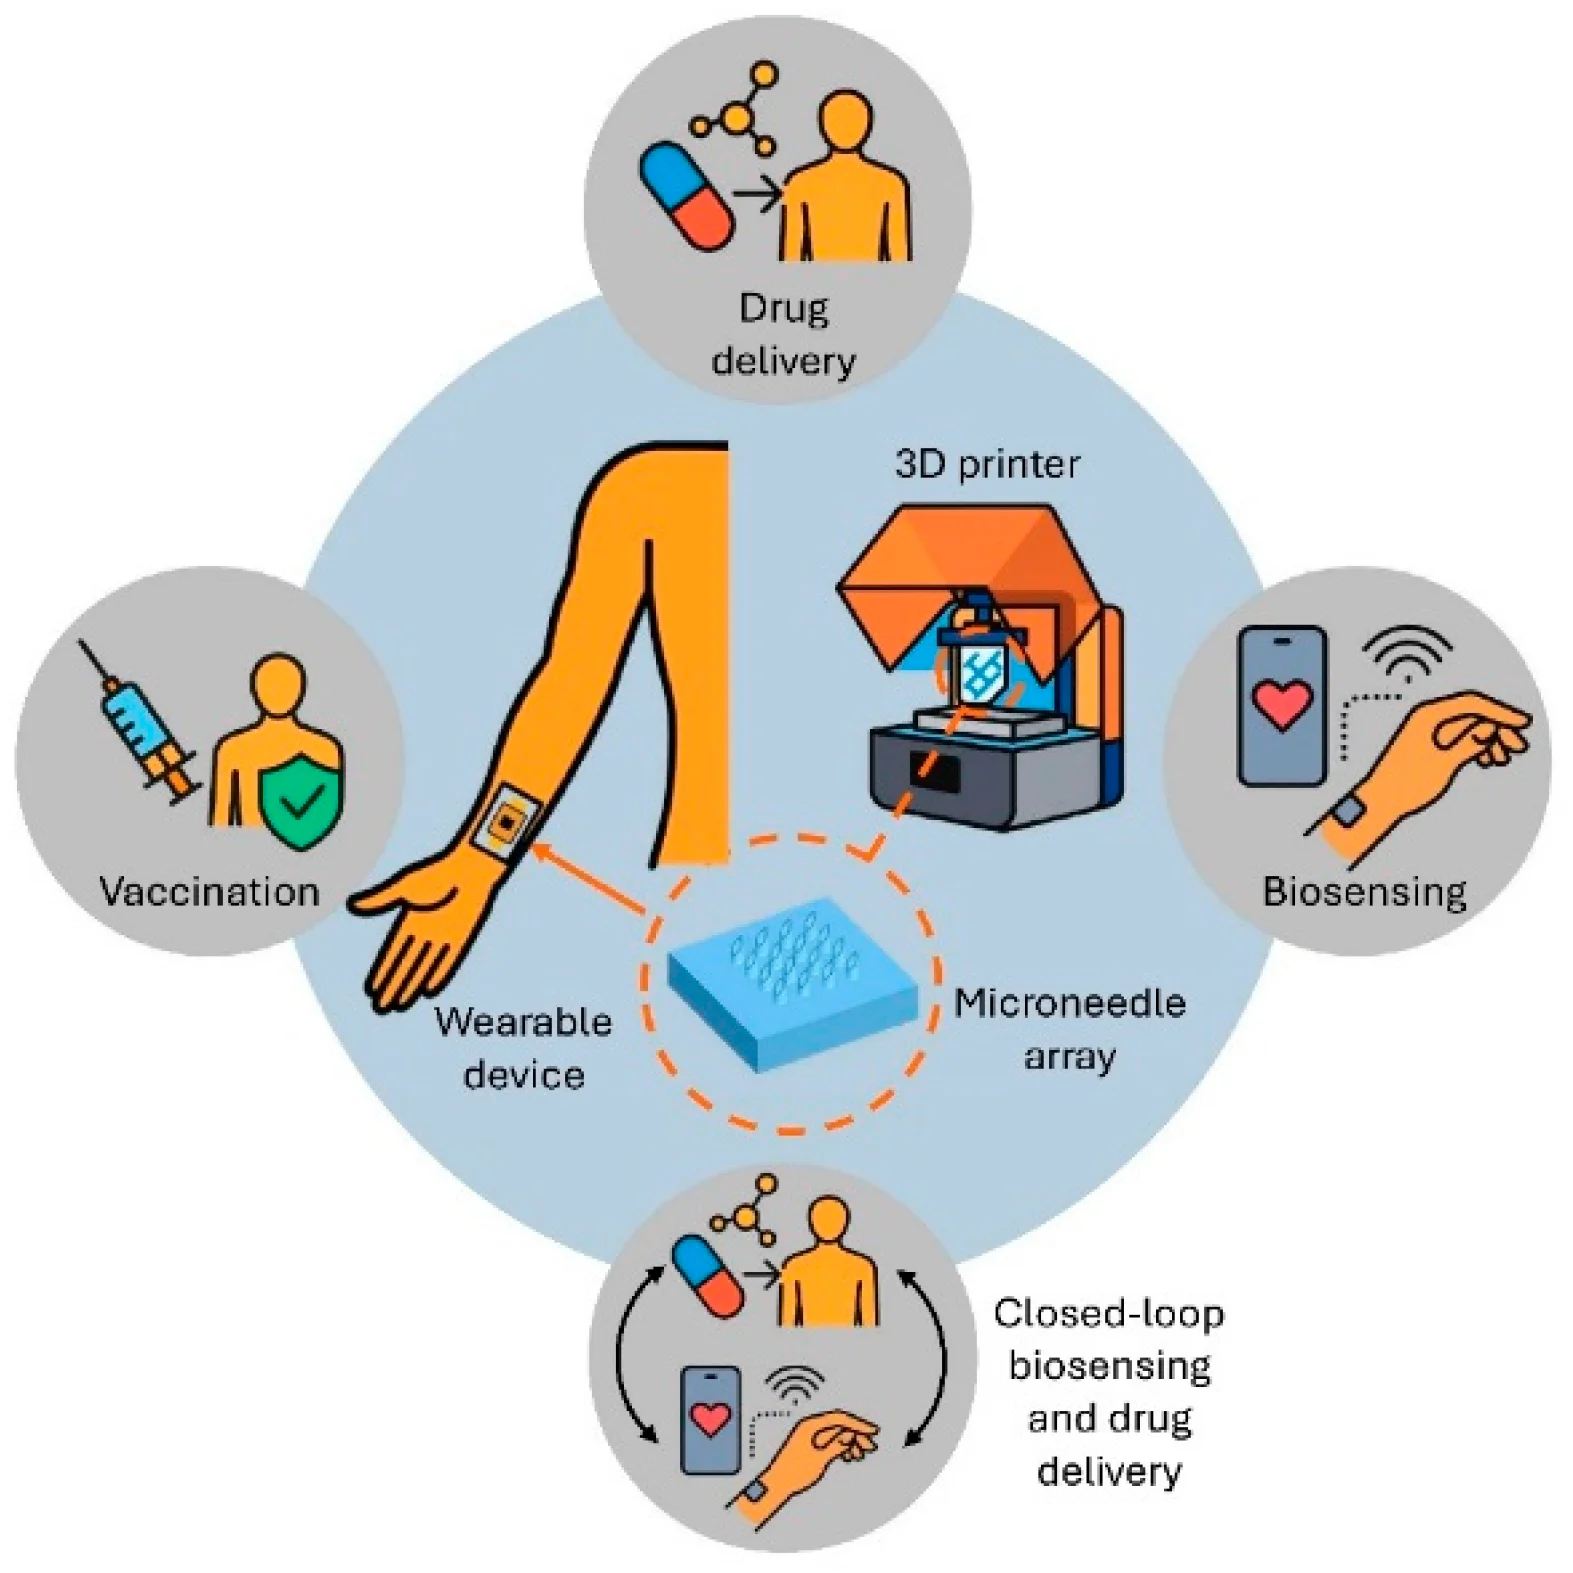 Drug
delivery
3D printer
Vaccination
Biosensing
Wearable
device
Microneedle
array
Closed-loop
biosensing
and drug
delivery